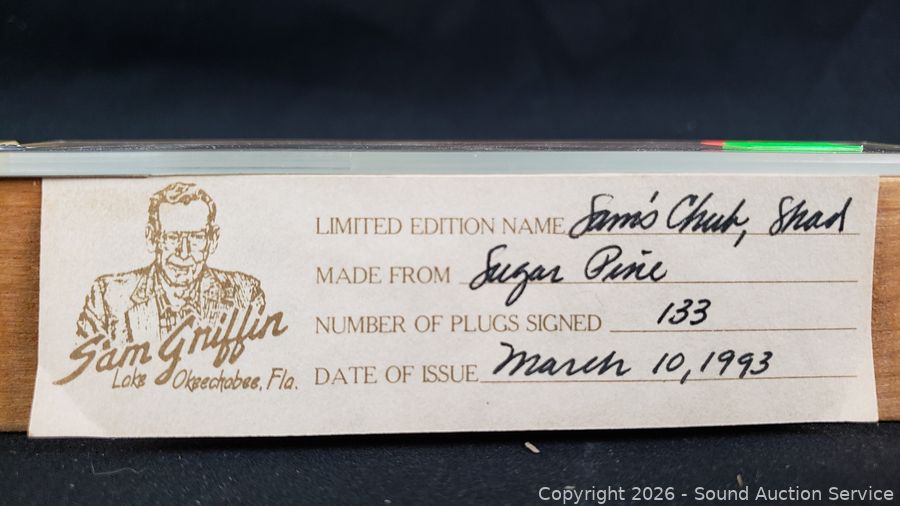 Sam Griffin
Lake Okeechobee, Fla.
LIMITED EDITION NAME Sam's Chub, Shad
MADE FROM Sugar Pine
NUMBER OF PLUGS SIGNED 133
DATE OF ISSUE March 10, 1993
Copyright © 2026 - Sound Auction Service